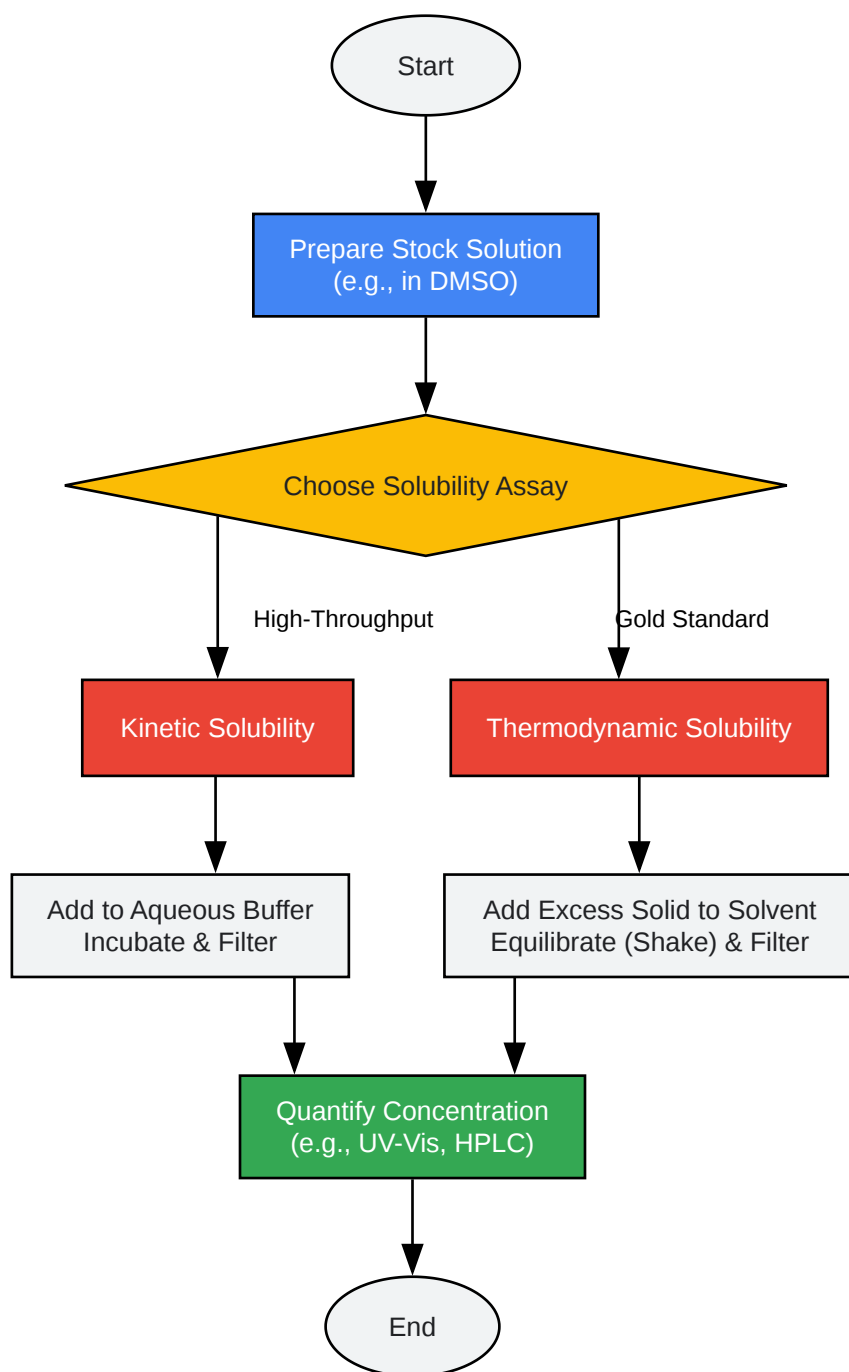 Start
Prepare Stock Solution
(e.g., in DMSO)
Choose Solubility Assay
High-Throughput
Gold Standard
Kinetic Solubility
Thermodynamic Solubility
Add to Aqueous Buffer
Incubate & Filter
Add Excess Solid to Solvent
Equilibrate (Shake) & Filter
Quantify Concentration
(e.g., UV-Vis, HPLC)
End